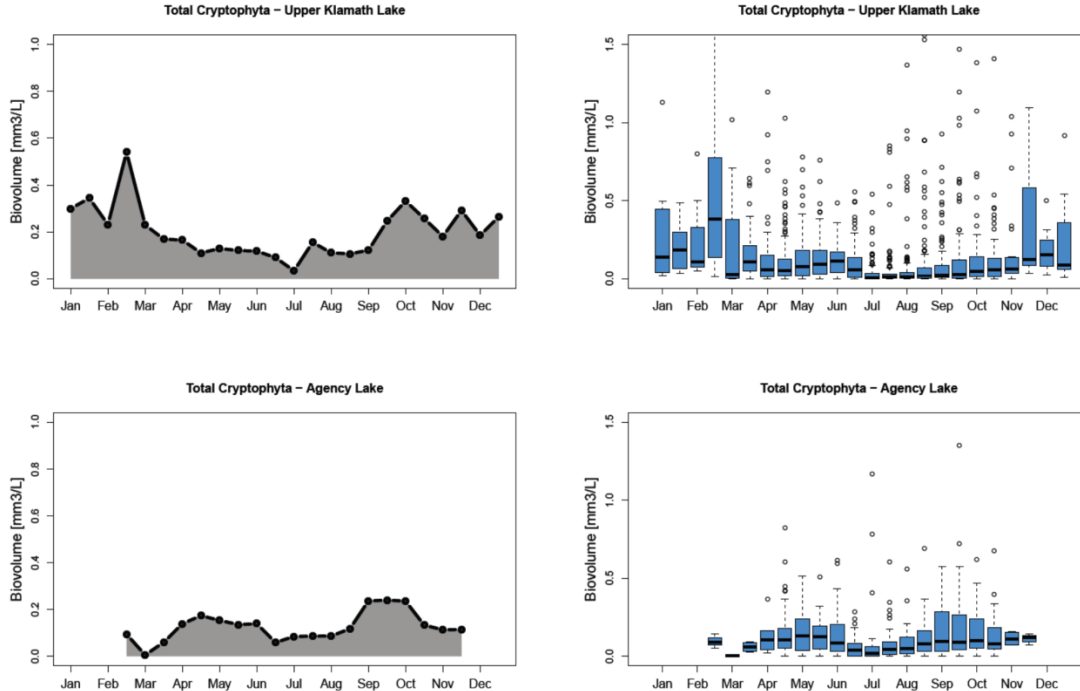 Total Cryptophyta – Upper Klamath Lake
Biovolume [mm3/L]
1.0
0.8
0.6
0.4
0.2
0.0
Jan Feb Mar Apr May Jun Jul Aug Sep Oct Nov Dec
Total Cryptophyta – Upper Klamath Lake
Biovolume [mm3/L]
1.5
1.0
0.5
0.0
Jan Feb Mar Apr May Jun Jul Aug Sep Oct Nov Dec
Total Cryptophyta – Agency Lake
Biovolume [mm3/L]
1.0
0.8
0.6
0.4
0.2
0.0
Jan Feb Mar Apr May Jun Jul Aug Sep Oct Nov Dec
Total Cryptophyta – Agency Lake
Biovolume [mm3/L]
1.5
1.0
0.5
0.0
Jan Feb Mar Apr May Jun Jul Aug Sep Oct Nov Dec